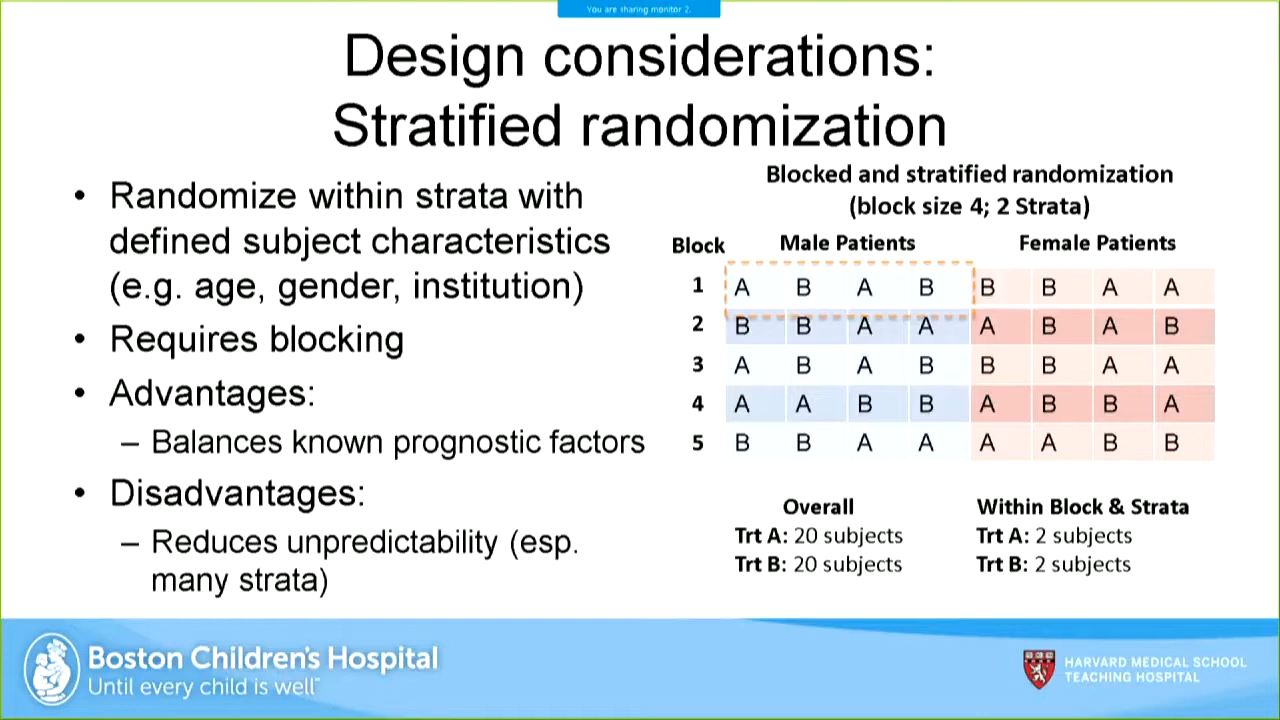 You are sharing monitor 2.
Design considerations:
Stratified randomization
• Randomize within strata with
defined subject characteristics
(e.g. age, gender, institution)
• Requires blocking
• Advantages:
– Balances known prognostic factors
• Disadvantages:
– Reduces unpredictability (esp.
many strata)
Blocked and stratified randomization
(block size 4; 2 Strata)
Block Male Patients Female Patients
1 A B A B B B A A
2 B B A A A B A B
3 A B A B B B A A
4 A A B B A B B A
5 B B A A A A B B
Overall
Trt A: 20 subjects
Trt B: 20 subjects
Within Block & Strata
Trt A: 2 subjects
Trt B: 2 subjects
Boston Children's Hospital
Until every child is well™
HARVARD MEDICAL SCHOOL
TEACHING HOSPITAL